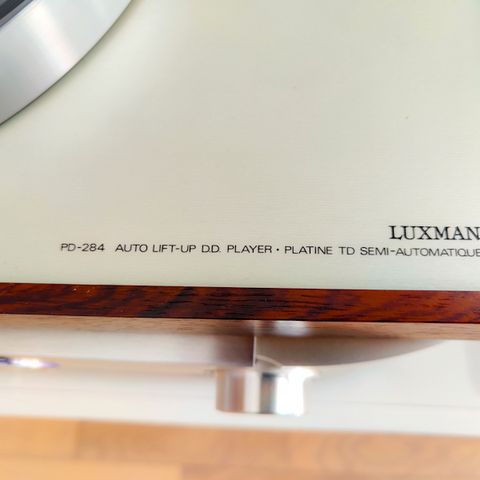 LUXMAN
PD-284 AUTO LIFT-UP D.D. PLAYER • PLATINE TD SEMI-AUTOMATIQUE